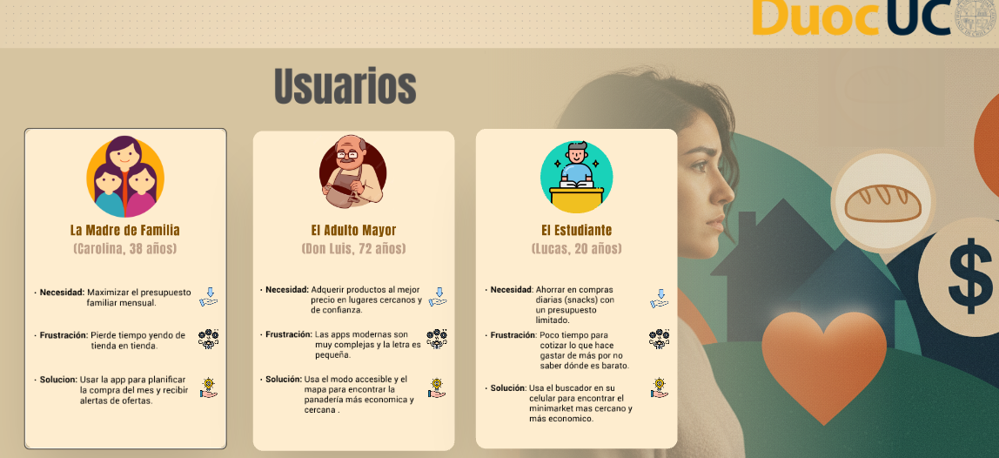 Duoc UC
Usuarios
La Madre de Familia
(Carolina, 38 años)
· Necesidad: Maximizar el presupuesto
familiar mensual.
· Frustración: Pierde tiempo yendo de
tienda en tienda.
· Solucion: Usar la app para planificar
la compra del mes y recibir
alertas de ofertas.
El Adulto Mayor
(Don Luis, 72 años)
· Necesidad: Adquerir productos al mejor
precio en lugares cercanos y
de confianza.
· Frustración: Las apps modernas son
muy complejas y la letra es
pequeña.
· Solución: Usa el modo accesible y el
mapa para encontrar la
panadería más economica y
cercana .
El Estudiante
(Lucas, 20 años)
· Necesidad: Ahorrar en compras
diarias (snacks) con
un presupuesto
limitado.
· Frustración: Poco tiempo para
cotizar lo que hace
gastar de más por no
saber dónde es barato.
· Solución: Usa el buscador en su
celular para encontrar el
minimarket mas cercano y
más economico.
$